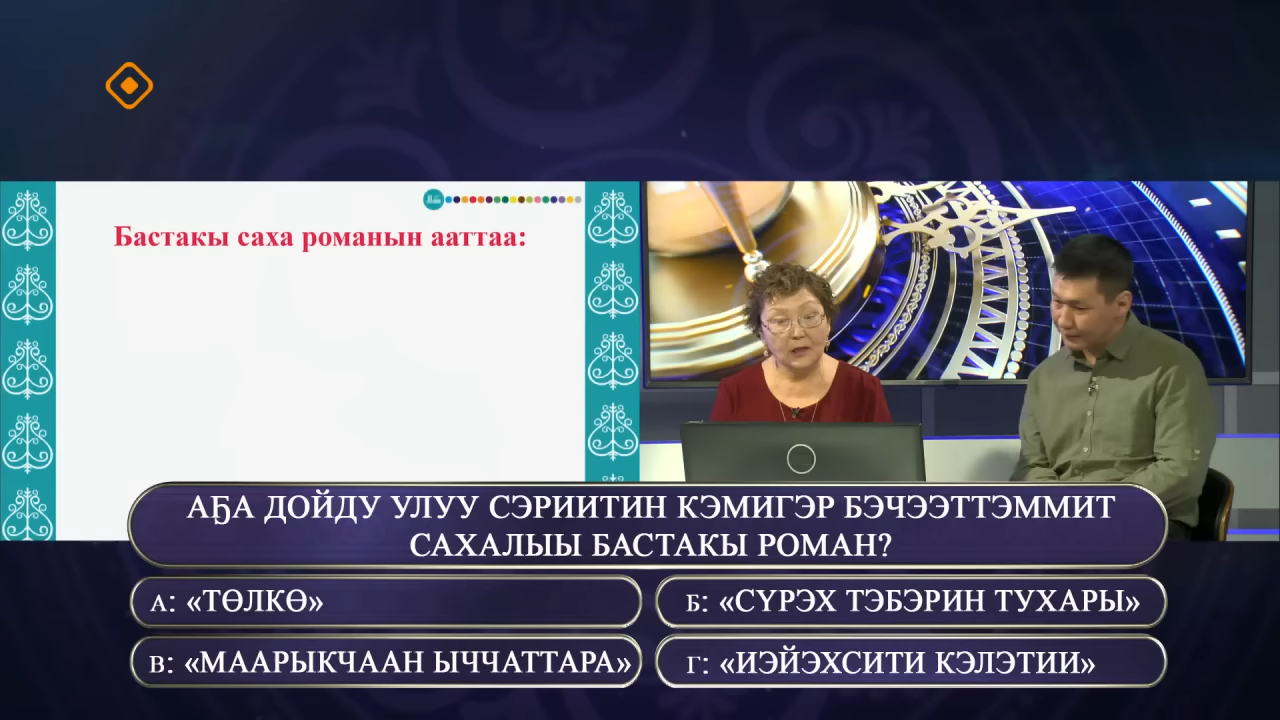 Бастакы саха романын ааттаа:
АҔА ДОЙДУ УЛУУ СЭРИИТИН КЭМИГЭР БЭЧЭЭТТЭММИТ
САХАЛЫЫ БАСТАКЫ РОМАН?
А: «ТӨЛКӨ»
Б: «СҮРЭХ ТЭБЭРИН ТУХАРЫ»
В: «МААРЫКЧААН ЫЧЧАТТАРА»
Г: «ИЭЙЭХСИТИ КЭЛЭТИИ»